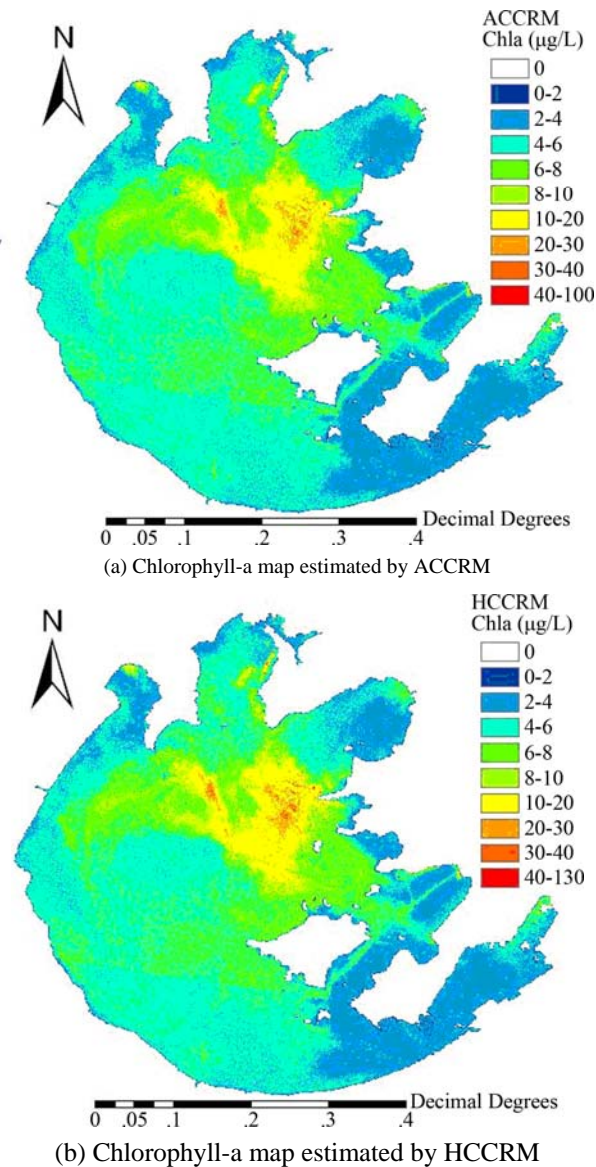 N
ACCRM
Chla (μg/L)
0
0-2
2-4
4-6
6-8
8-10
10-20
20-30
30-40
40-100
Decimal Degrees
0 .05 .1 .2 .3 .4
(a) Chlorophyll-a map estimated by ACCRM
N
HCCRM
Chla (μg/L)
0
0-2
2-4
4-6
6-8
8-10
10-20
20-30
30-40
40-130
Decimal Degrees
0 .05 .1 .2 .3 .4
(b) Chlorophyll-a map estimated by HCCRM